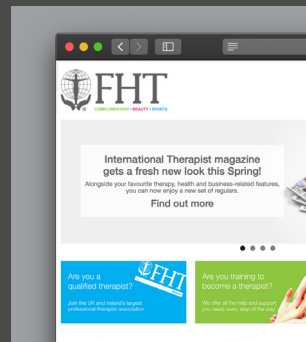 FHT
COMPLEMENTARY • BEAUTY • SPORTS
International Therapist magazine
gets a fresh new look this Spring!
Alongside your favourite therapy, health and business-related features,
you can now enjoy a new set of regulars.
Find out more
Are you a
qualified therapist?
Join the UK and Ireland's largest
professional therapist association
FHT
Are you training to
become a therapist?
We offer all the help and support
you need, every step of the way